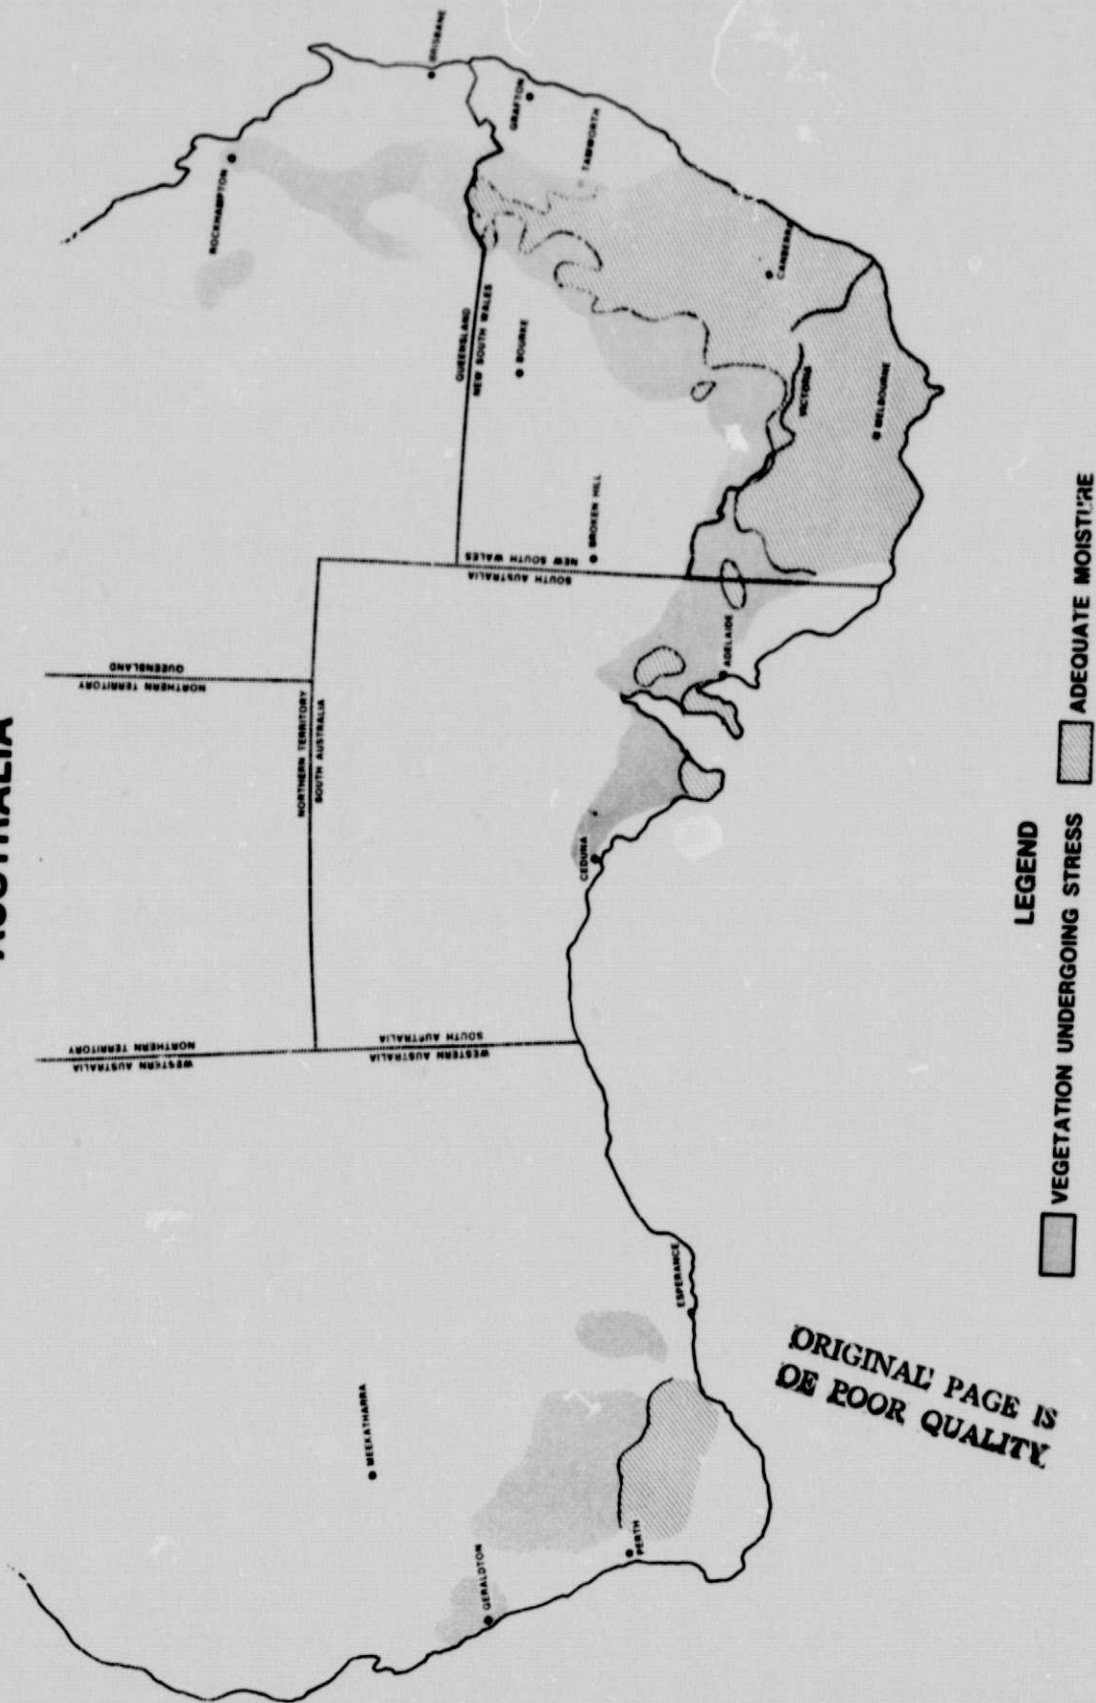 AUSTRALIA
WESTERN AUSTRALIA
NORTHERN TERRITORY
NORTHERN TERRITORY
QUEENSLAND
NORTHERN TERRITORY
SOUTH AUSTRALIA
WESTERN AUSTRALIA
SOUTH AUSTRALIA
SOUTH AUSTRALIA
NEW SOUTH WALES
QUEENSLAND
NEW SOUTH WALES
ROCKHAMPTON
BRISBANE
GRAFTON
TAMWORTH
BOURKE
BROKEN HILL
CANBERRA
VICTORIA
MELBOURNE
ADELAIDE
CEDUNA
ESPERANCE
MEEKATHARRA
GERALDTON
PERTH
LEGEND
VEGETATION UNDERGOING STRESS
ADEQUATE MOISTURE
ORIGINAL PAGE IS
OF POOR QUALITY